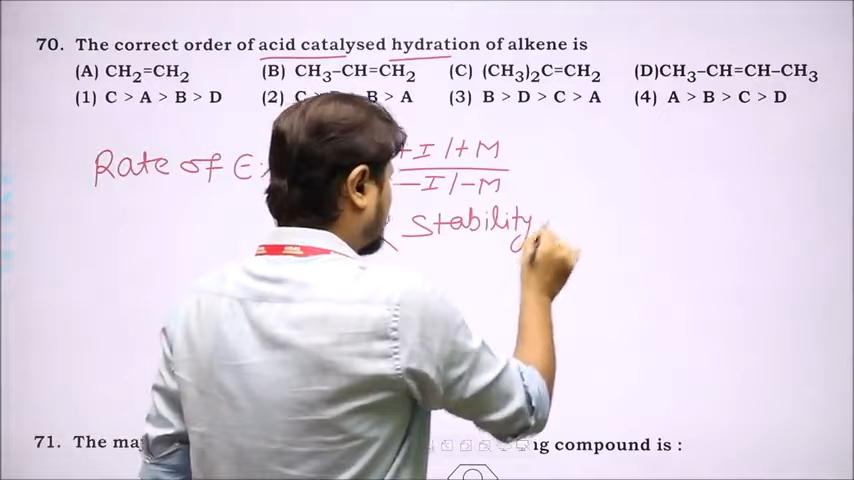 70. The correct order of acid catalysed hydration of alkene is
(A) CH₂=CH₂ (B) CH₃–CH=CH₂ (C) (CH₃)₂C=CH₂ (D)CH₃–CH=CH–CH₃
(1) C > A > B > D (2) C > B > A (3) B > D > C > A (4) A > B > C > D
Rate of E +I/+M
–I/–M
Stability
71. The ng compound is :